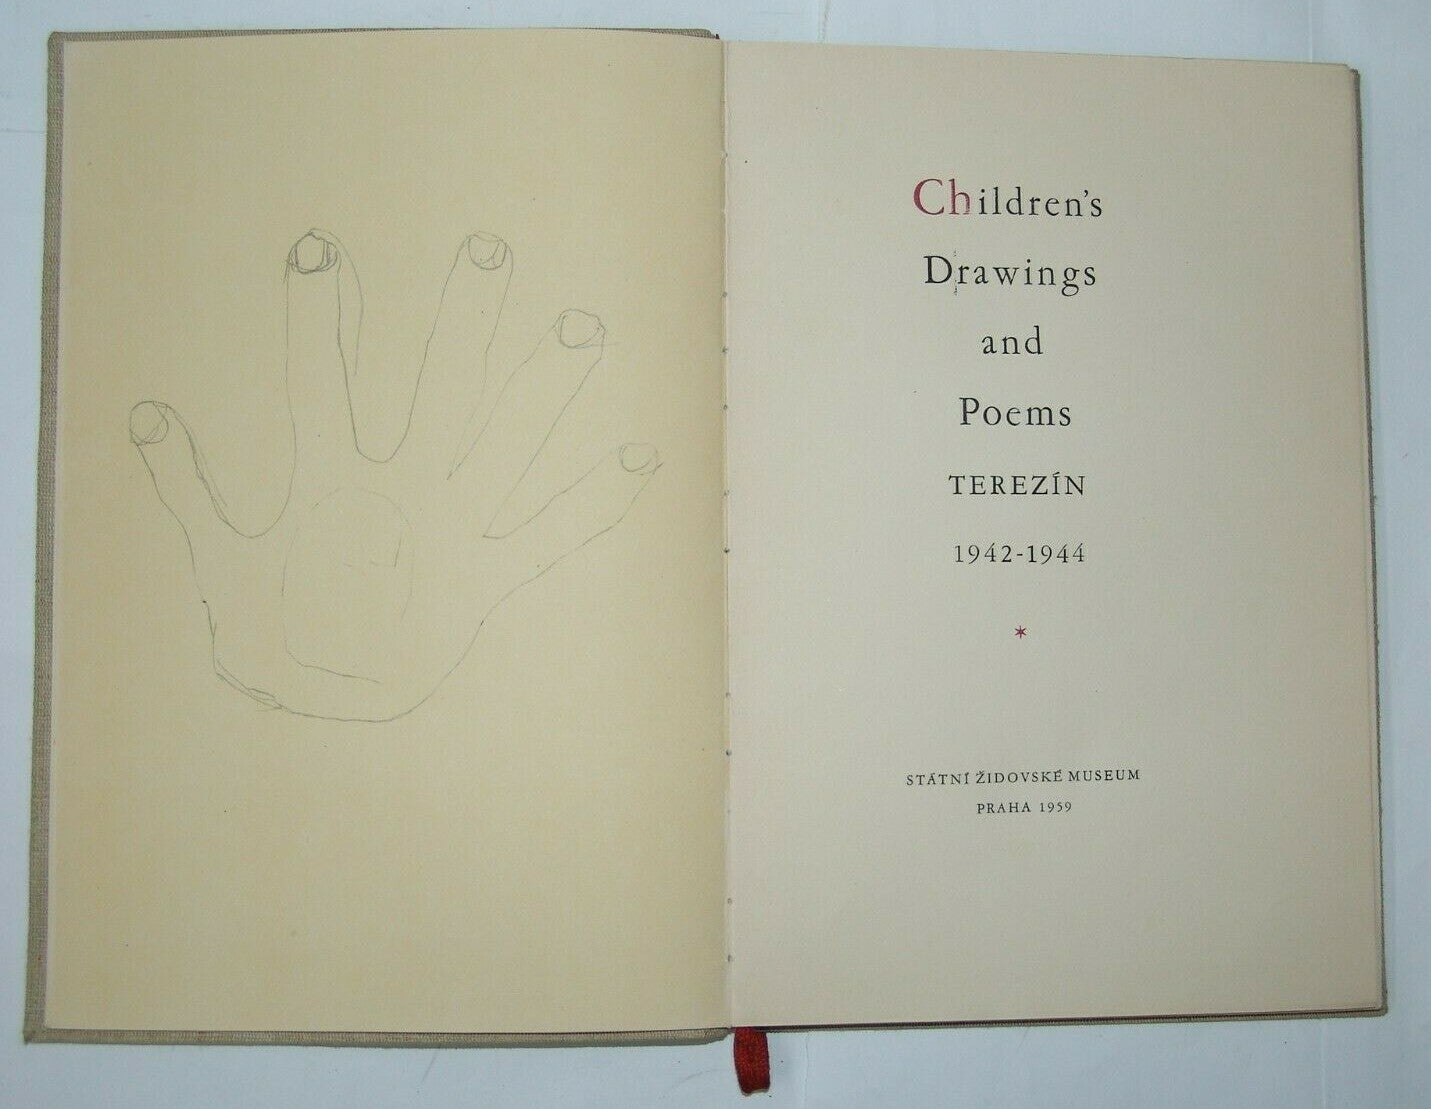 Children's
Drawings
and
Poems
TEREZÍN
1942-1944
*
STÁTNÍ ŽIDOVSKÉ MUSEUM
PRAHA 1959